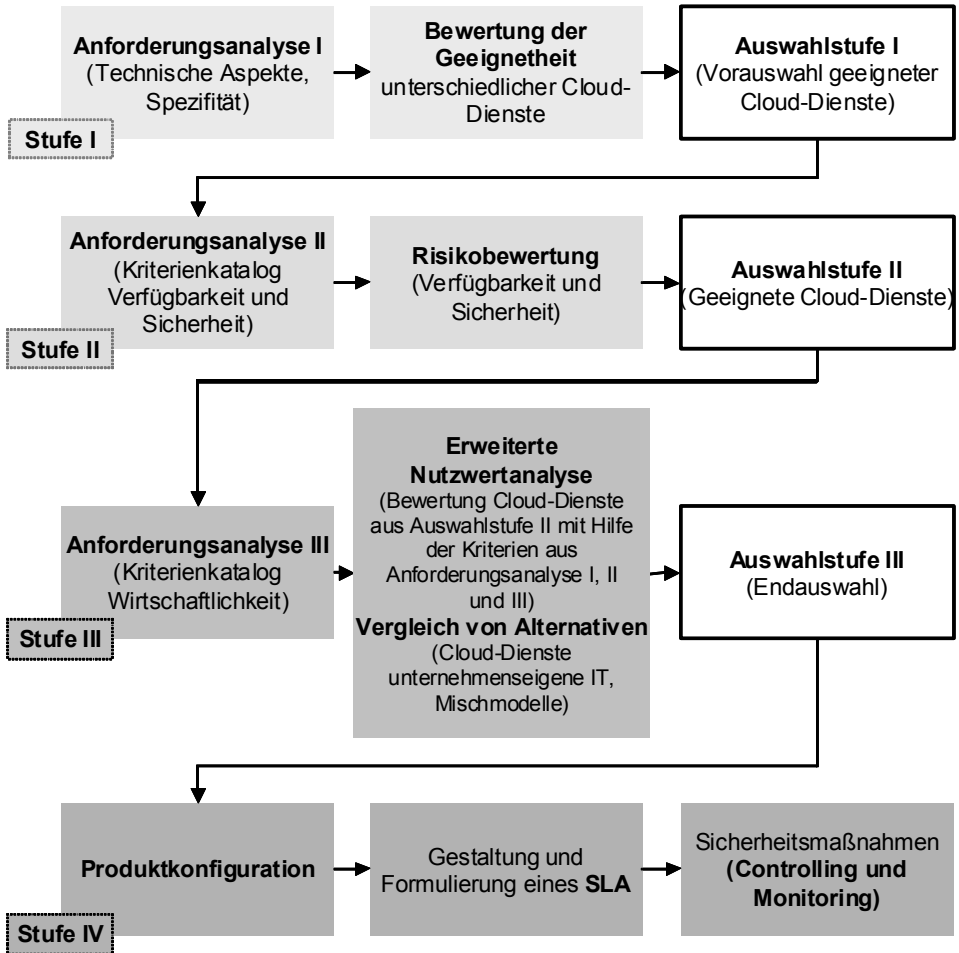 Anforderungsanalyse I
(Technische Aspekte,
Spezifität)
Stufe I
Bewertung der
Geeignetheit
unterschiedlicher Cloud-
Dienste
Auswahlstufe I
(Vorauswahl geeigneter
Cloud-Dienste)
Anforderungsanalyse II
(Kriterienkatalog
Verfügbarkeit und
Sicherheit)
Stufe II
Risikobewertung
(Verfügbarkeit und
Sicherheit)
Auswahlstufe II
(Geeignete Cloud-Dienste)
Anforderungsanalyse III
(Kriterienkatalog
Wirtschaftlichkeit)
Stufe III
Erweiterte
Nutzwertanalyse
(Bewertung Cloud-Dienste
aus Auswahlstufe II mit Hilfe
der Kriterien aus
Anforderungsanalyse I, II
und III)
Vergleich von Alternativen
(Cloud-Dienste
unternehmenseigene IT,
Mischmodelle)
Auswahlstufe III
(Endauswahl)
Produktkonfiguration
Stufe IV
Gestaltung und
Formulierung eines SLA
Sicherheitsmaßnahmen
(Controlling und
Monitoring)